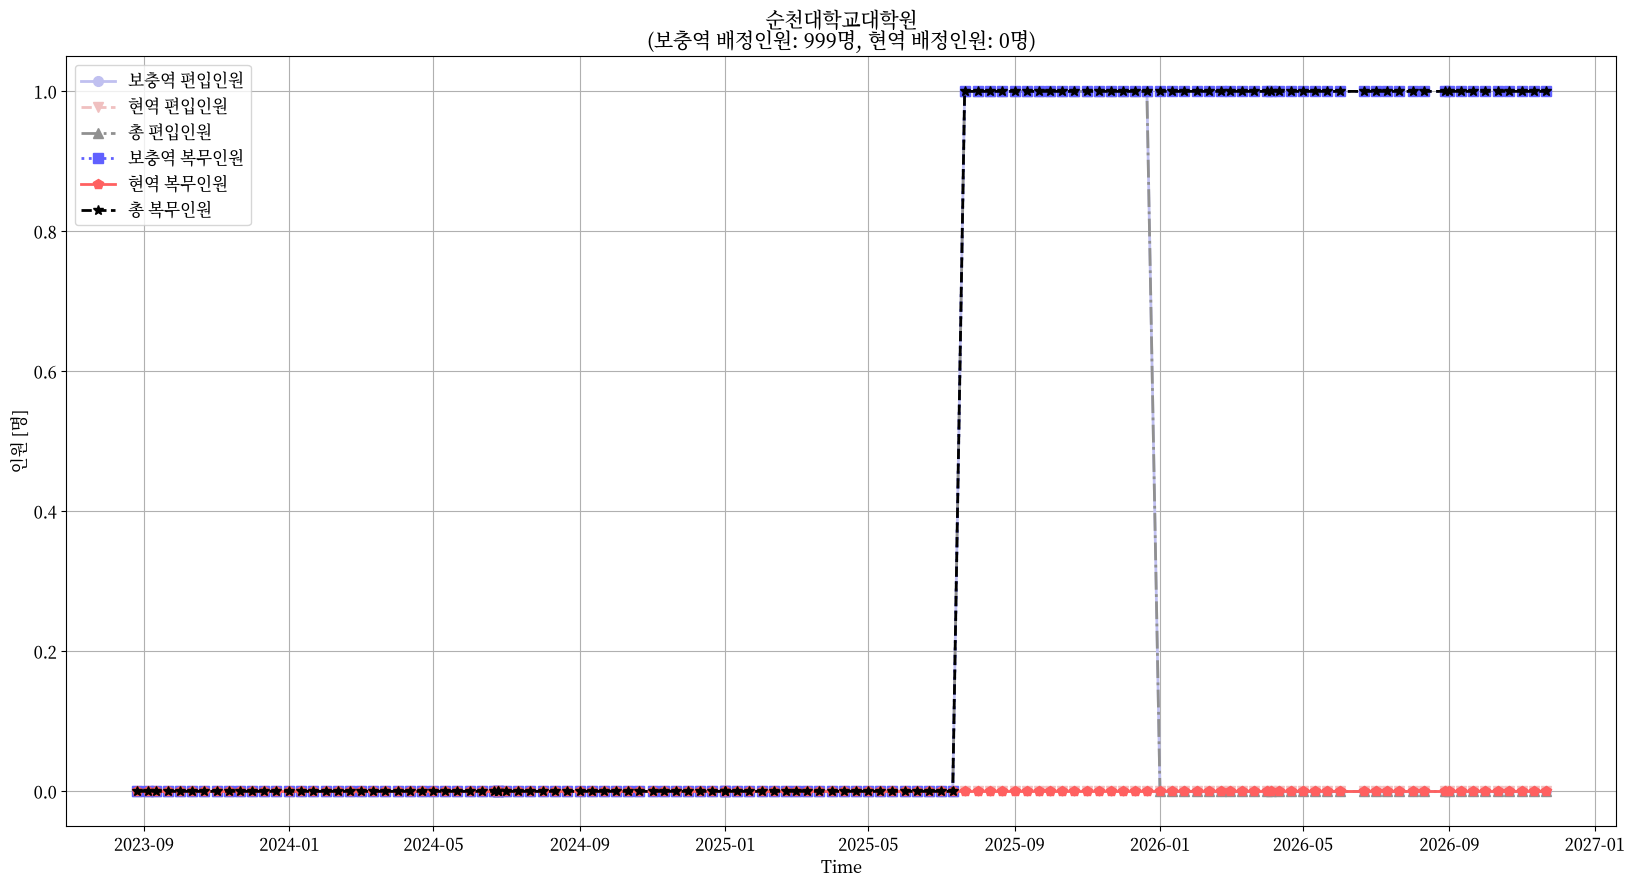 순천대학교대학원
(보충역 배정인원: 999명, 현역 배정인원: 0명)
보충역 편입인원
현역 편입인원
총 편입인원
보충역 복무인원
현역 복무인원
총 복무인원
인원 [명]
1.0
0.8
0.6
0.4
0.2
0.0
2023-09
2024-01
2024-05
2024-09
2025-01
2025-05
2025-09
2026-01
2026-05
2026-09
2027-01
Time